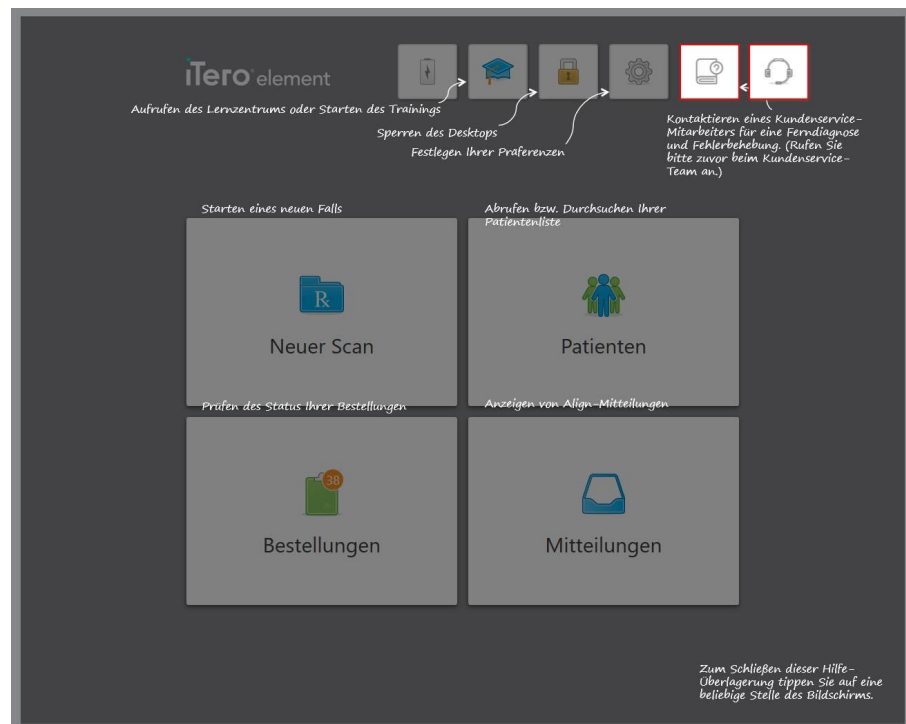 iTero element
Aufrufen des Lernzentrums oder Starten des Trainings
Sperren des Desktops
Festlegen Ihrer Präferenzen
Kontaktieren eines Kundenservice-
Mitarbeiters für eine Ferndiagnose
und Fehlerbehebung. (Rufen Sie
bitte zuvor beim Kundenservice-
Team an.)
Starten eines neuen Falls
Abrufen bzw. Durchsuchen Ihrer
Patientenliste
Rx
Neuer Scan
Patienten
Prüfen des Status Ihrer Bestellungen
Anzeigen von Align-Mitteilungen
38
Bestellungen
Mitteilungen
Zum Schließen dieser Hilfe-
Überlagerung tippen Sie auf eine
beliebige Stelle des Bildschirms.